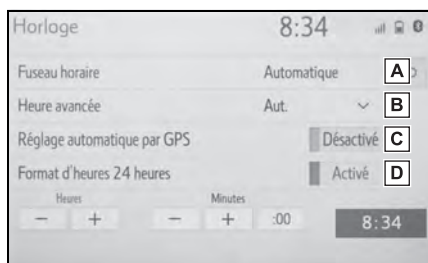 Horloge 8:34
Fuseau horaire Automatique A
Heure avancée Aut. B
Réglage automatique par GPS Désactivé C
Format d'heures 24 heures Activé D
Heures Minutes
− + − + :00 8:34